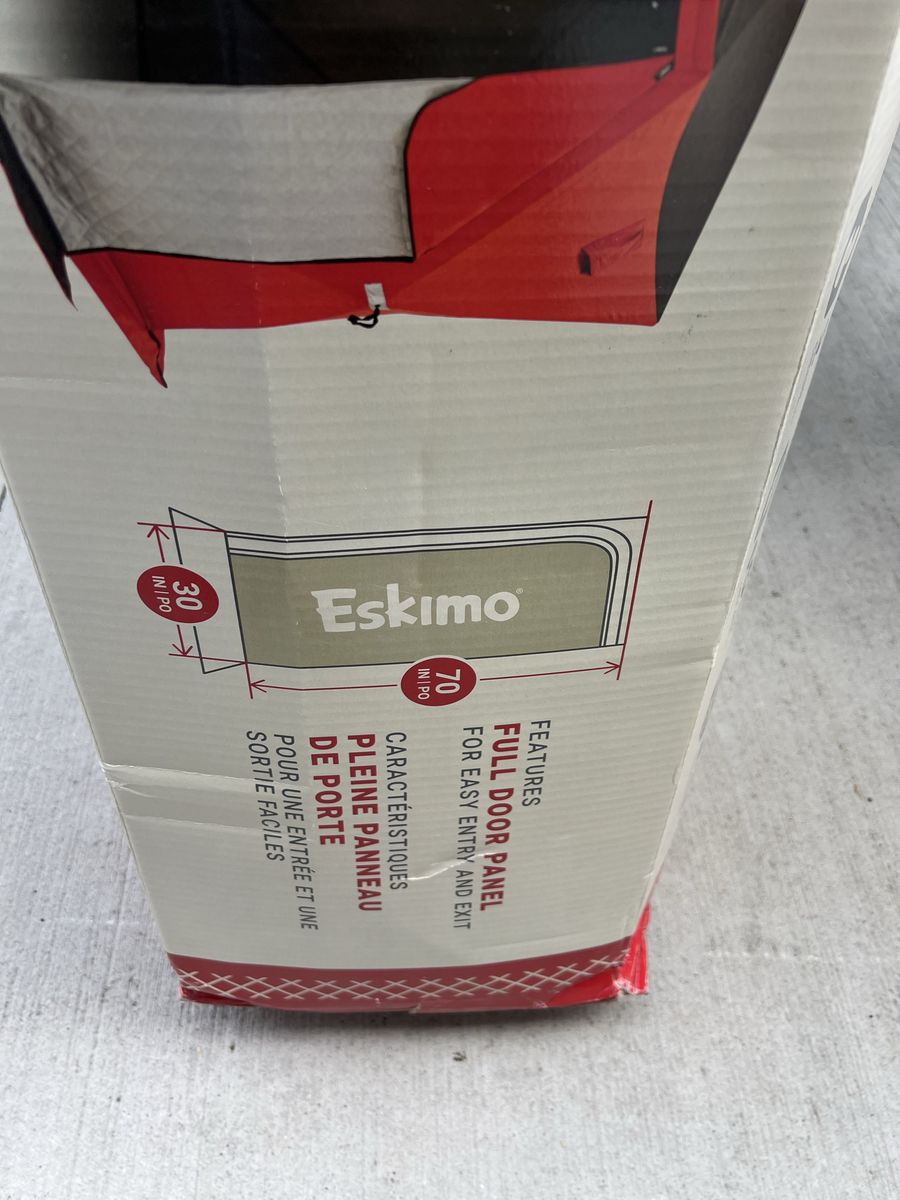 30
IN | PO
ESKIMO®
70
IN | PO
FEATURES
FULL DOOR PANEL
FOR EASY ENTRY AND EXIT
CARACTÉRISTIQUES
PLEINE PANNEAU
DE PORTE
POUR UNE ENTRÉE ET UNE
SORTIE FACILES